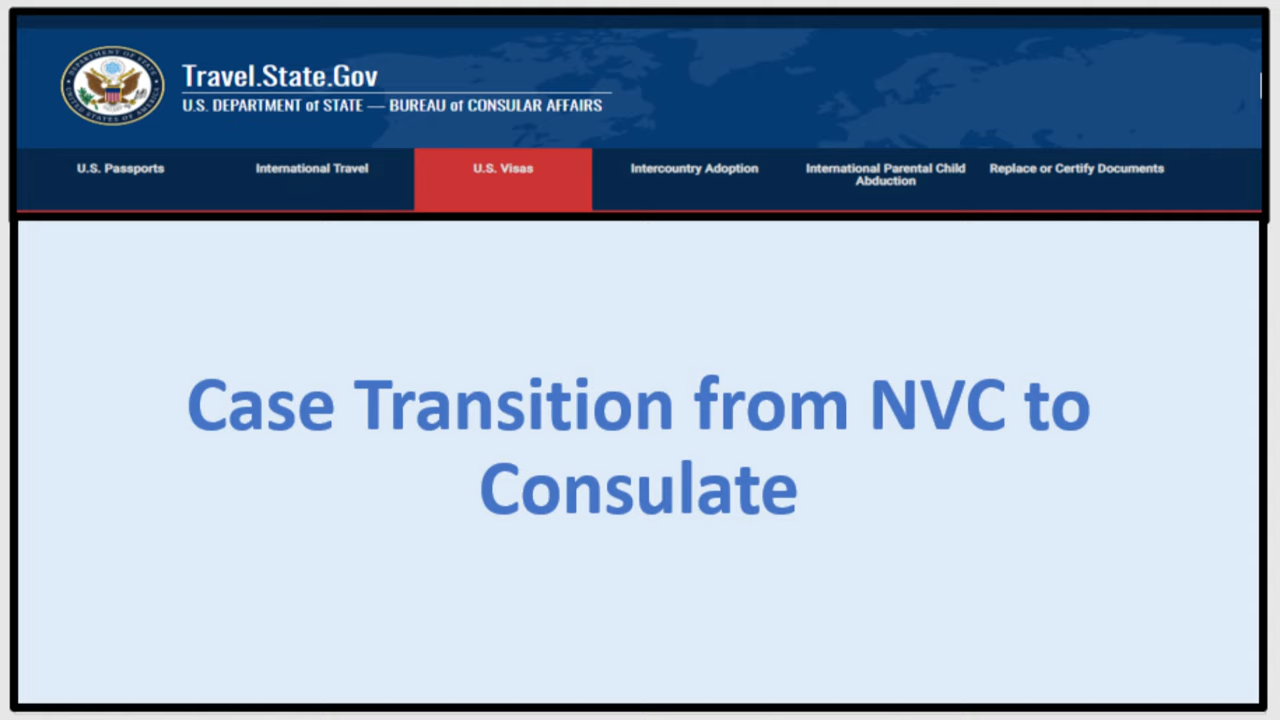 Travel.State.Gov
U.S. DEPARTMENT of STATE — BUREAU of CONSULAR AFFAIRS
U.S. Passports
International Travel
U.S. Visas
Intercountry Adoption
International Parental Child
Abduction
Replace or Certify Documents
Case Transition from NVC to
Consulate